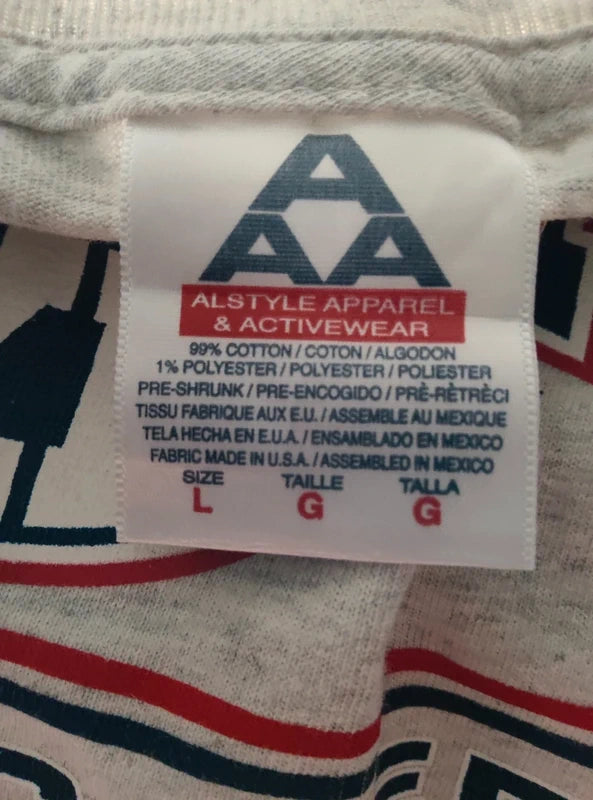 A
AA
ALSTYLE APPAREL
& ACTIVEWEAR
99% COTTON / COTON / ALGODON
1% POLYESTER / POLYESTER / POLIESTER
PRE-SHRUNK / PRE-ENCOGIDO / PRÈ-RÈTRÈCI
TISSU FABRIQUE AUX E.U. / ASSEMBLE AU MEXIQUE
TELA HECHA EN E.U.A. / ENSAMBLADO EN MEXICO
FABRIC MADE IN U.S.A. / ASSEMBLED IN MEXICO
SIZE TAILLE TALLA
L G G